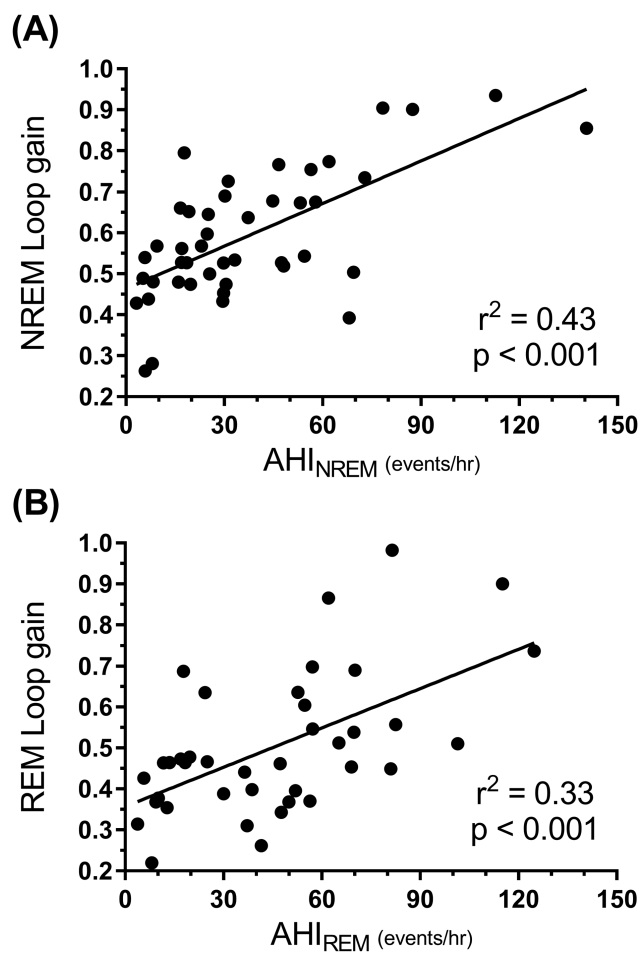 (A)
1.0
0.9
0.8
0.7
0.6
0.5
0.4
0.3
0.2
NREM Loop gain
r² = 0.43
p < 0.001
0 30 60 90 120 150
AHI_NREM (events/hr)
(B)
1.0
0.9
0.8
0.7
0.6
0.5
0.4
0.3
0.2
REM Loop gain
r² = 0.33
p < 0.001
0 30 60 90 120 150
AHI_REM (events/hr)